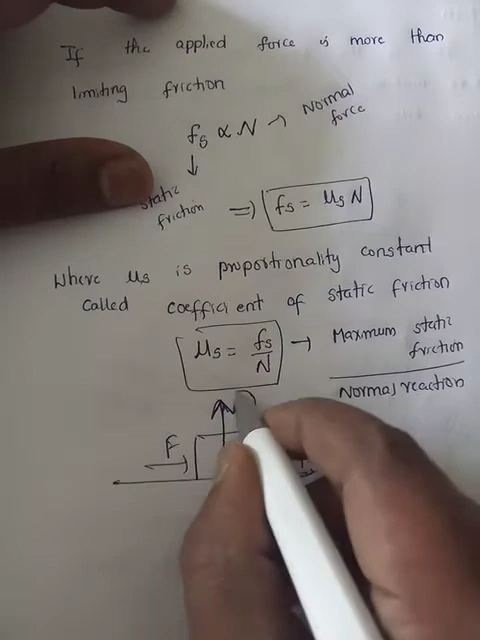 If the applied force is more than
limiting friction
fs ∝ N → Normal force
↓
static friction ⇒ fs = μs N
Where μs is proportionality constant
called coefficient of static friction
μs = fs/N → Maxmum static friction
Normal reaction
N
F